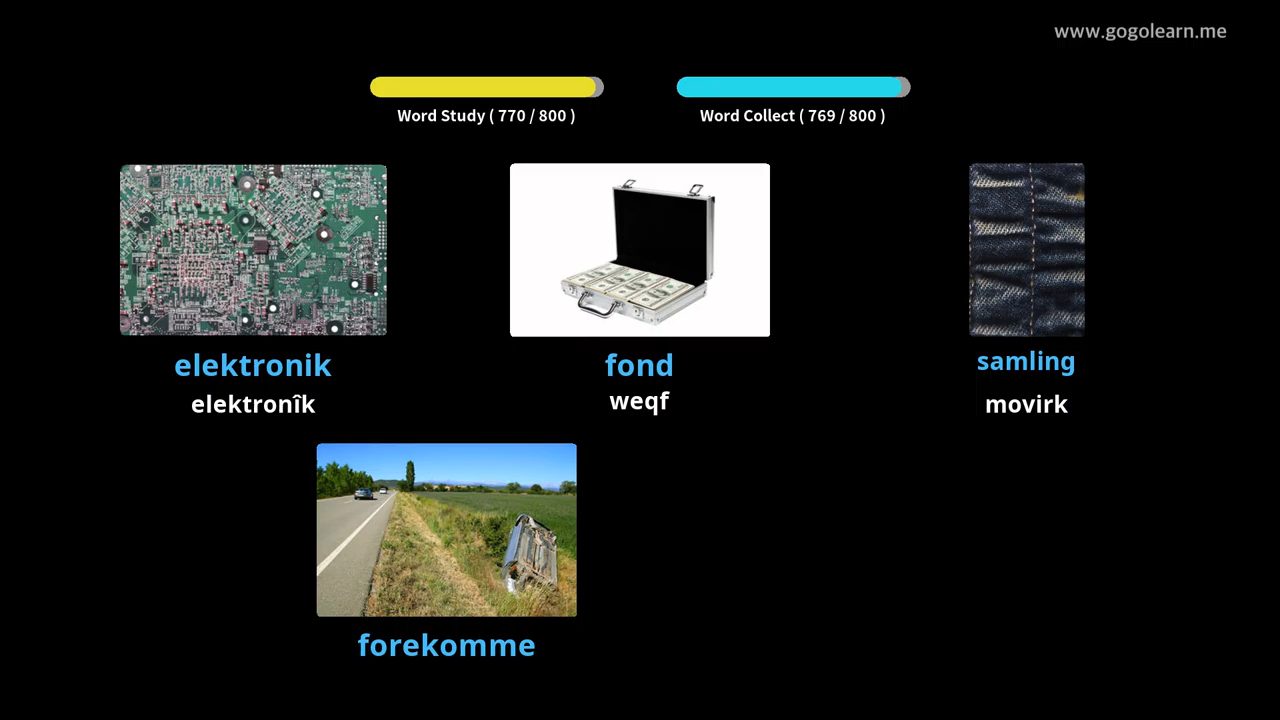 www.gogolearn.me
Word Study ( 770 / 800 )
Word Collect ( 769 / 800 )
elektronik
elektronîk
fond
weqf
samling
movirk
forekomme